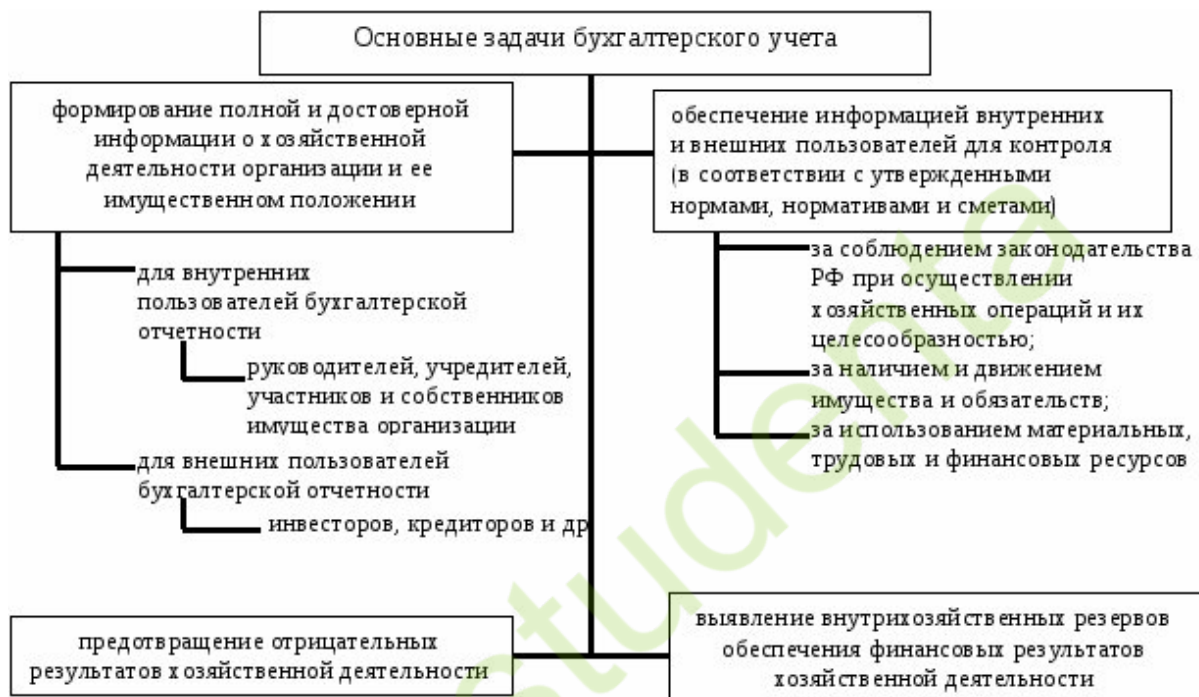 Основные задачи бухгалтерского учета
формирование полной и достоверной
информации о хозяйственной
деятельности организации и ее
имущественном положении
для внутренних
пользователей бухгалтерской
отчетности
руководителей, учредителей,
участников и собственников
имущества организации
для внешних пользователей
бухгалтерской отчетности
инвесторов, кредиторов и др
обеспечение информацией внутренних
и внешних пользователей для контроля
(в соответствии с утвержденными
нормами, нормативами и сметами)
за соблюдением законодательства
РФ при осуществлении
хозяйственных операций и их
целесообразностью;
за наличием и движением
имущества и обязательств;
за использованием материальных,
трудовых и финансовых ресурсов
предотвращение отрицательных
результатов хозяйственной деятельности
выявление внутрихозяйственных резервов
обеспечения финансовых результатов
хозяйственной деятельности
studenta